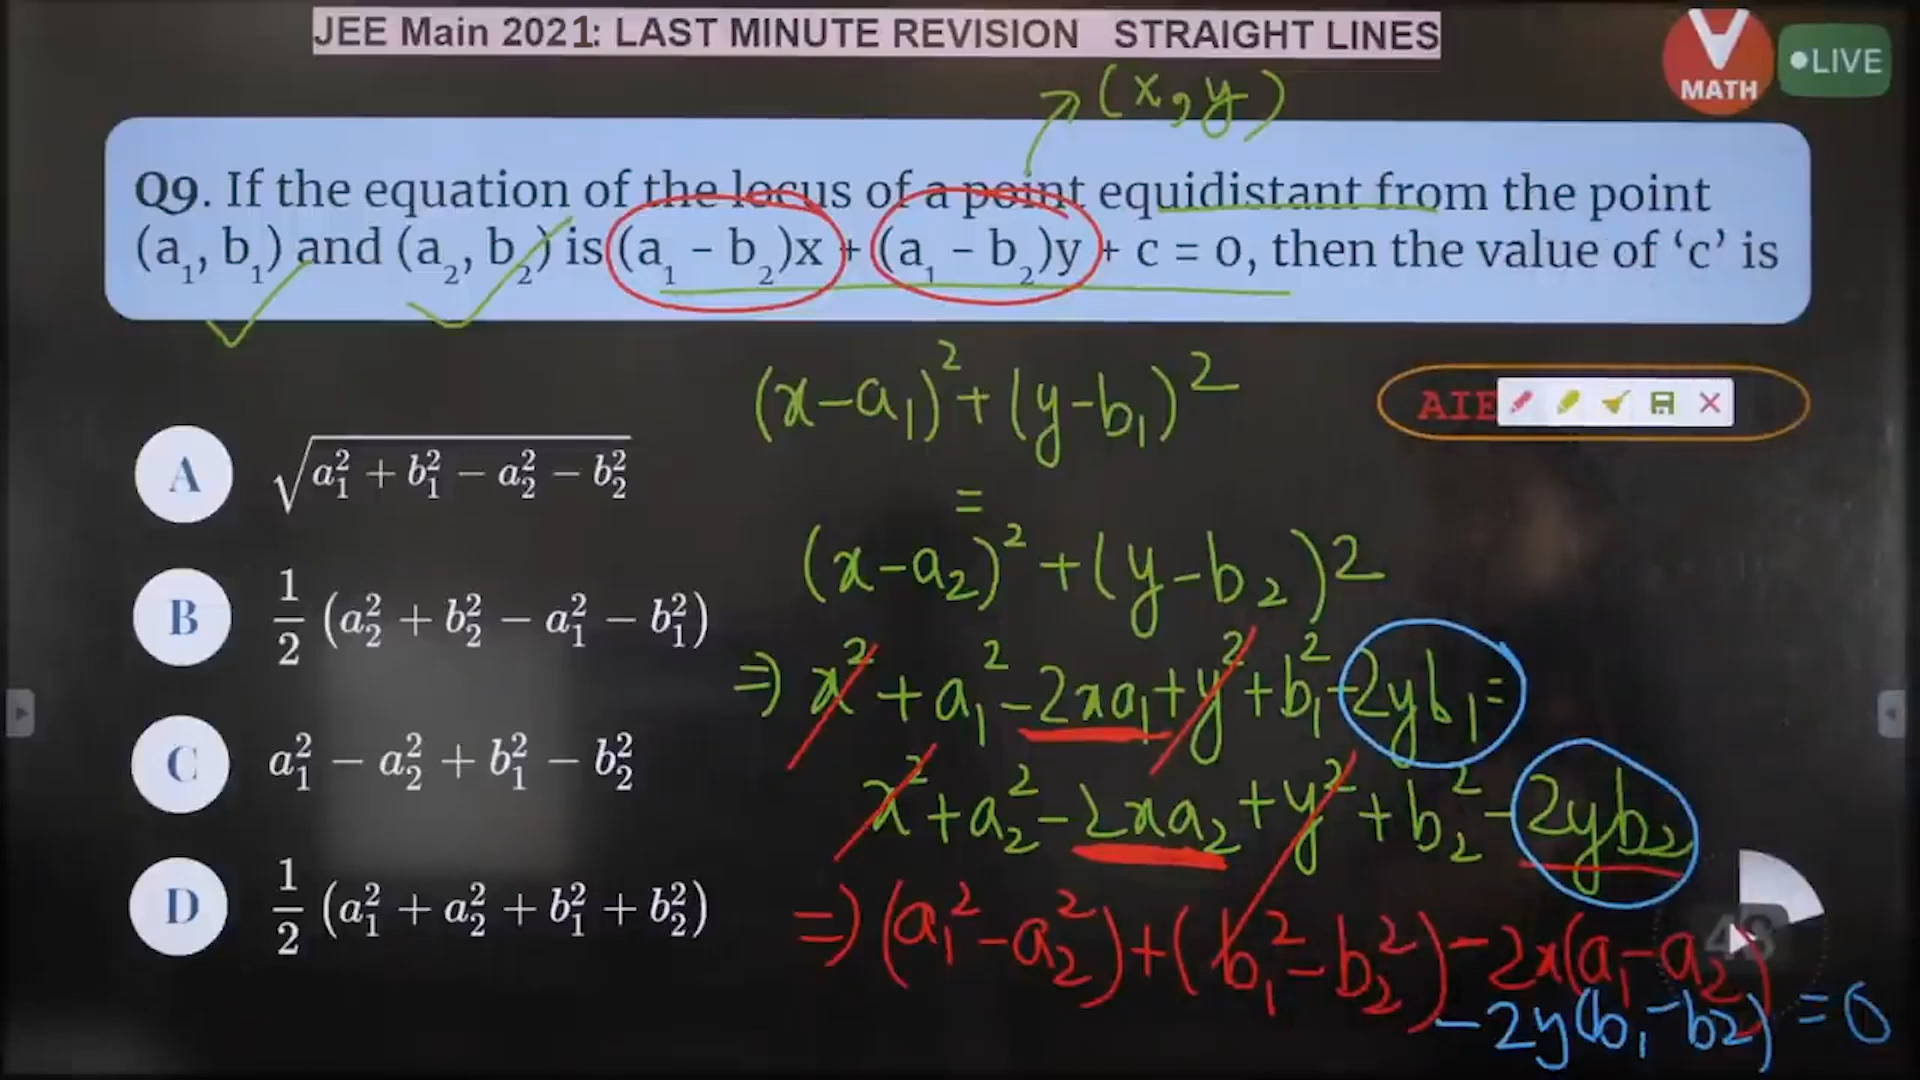 JEE Main 2021: LAST MINUTE REVISION STRAIGHT LINES
V
MATH
LIVE
(x, y)
Q9. If the equation of the locus of a point equidistant from the point
(a₁, b₁) and (a₂, b₂) is (a₁ - b₂)x + (a₁ - b₂)y + c = 0, then the value of ‘c’ is
AIE
(x-a₁)²+(y-b₁)²
=
(x-a₂)²+(y-b₂)²
⇒ x²+a₁²-2xa₁+y²+b₁²-2yb₁=
x²+a₂²-2xa₂+y²+b₂²-2yb₂
⇒(a₁²-a₂²)+(b₁²-b₂²)-2x(a₁-a₂)
-2y(b₁-b₂)=0
A √(a₁² + b₁² − a₂² − b₂²)
B 1/2 (a₂² + b₂² − a₁² − b₁²)
C a₁² − a₂² + b₁² − b₂²
D 1/2 (a₁² + a₂² + b₁² + b₂²)